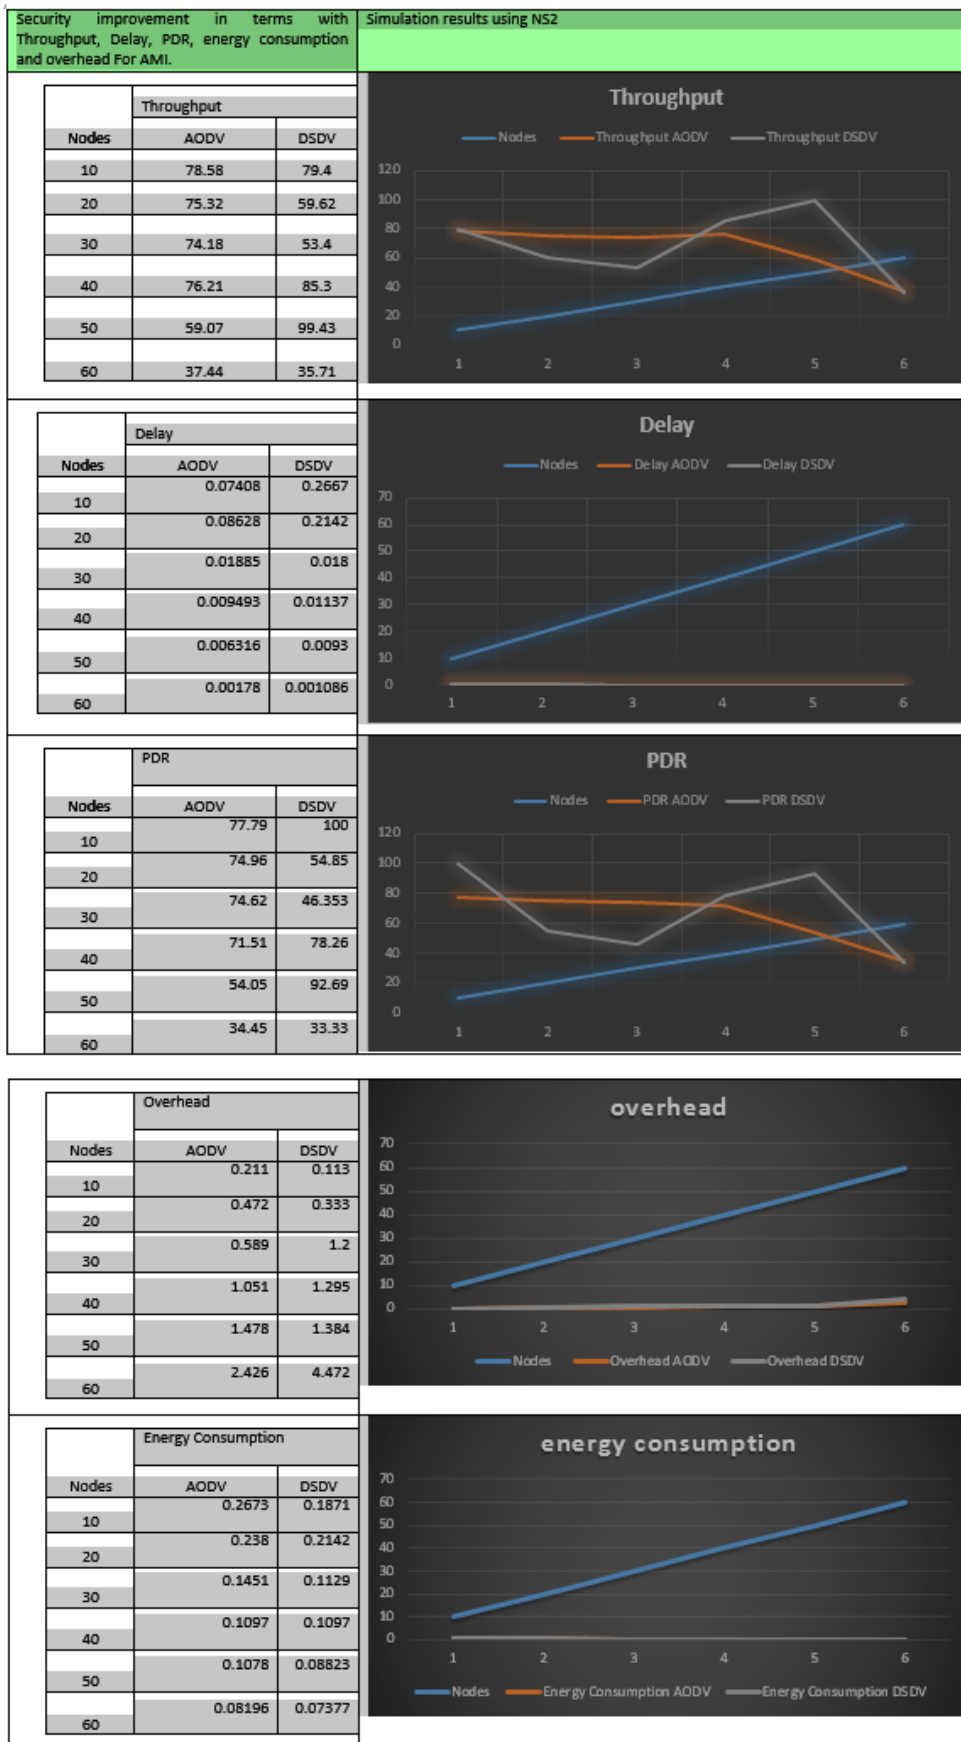 Security improvement in terms with
Throughput, Delay, PDR, energy consumption
and overhead For AMI.
Simulation results using NS2
Throughput
Nodes AODV DSDV
10 78.58 79.4
20 75.32 59.62
30 74.18 53.4
40 76.21 85.3
50 59.07 99.43
60 37.44 35.71
Throughput
Nodes Throughput AODV Throughput DSDV
120
100
80
60
40
20
0
1 2 3 4 5 6
Delay
Nodes AODV DSDV
10 0.07408 0.2667
20 0.08628 0.2142
30 0.01885 0.018
40 0.009493 0.01137
50 0.006316 0.0093
60 0.00178 0.001086
Delay
Nodes Delay AODV Delay DSDV
70
60
50
40
30
20
10
0
1 2 3 4 5 6
PDR
Nodes AODV DSDV
10 77.79 100
20 74.96 54.85
30 74.62 46.353
40 71.51 78.26
50 54.05 92.69
60 34.45 33.33
PDR
Nodes PDR AODV PDR DSDV
120
100
80
60
40
20
0
1 2 3 4 5 6
Overhead
Nodes AODV DSDV
10 0.211 0.113
20 0.472 0.333
30 0.589 1.2
40 1.051 1.295
50 1.478 1.384
60 2.426 4.472
overhead
70
60
50
40
30
20
10
0
1 2 3 4 5 6
Nodes Overhead AODV Overhead DSDV
Energy Consumption
Nodes AODV DSDV
10 0.2673 0.1871
20 0.238 0.2142
30 0.1451 0.1129
40 0.1097 0.1097
50 0.1078 0.08823
60 0.08196 0.07377
energy consumption
70
60
50
40
30
20
10
0
1 2 3 4 5 6
Nodes Energy Consumption AODV Energy Consumption DSDV